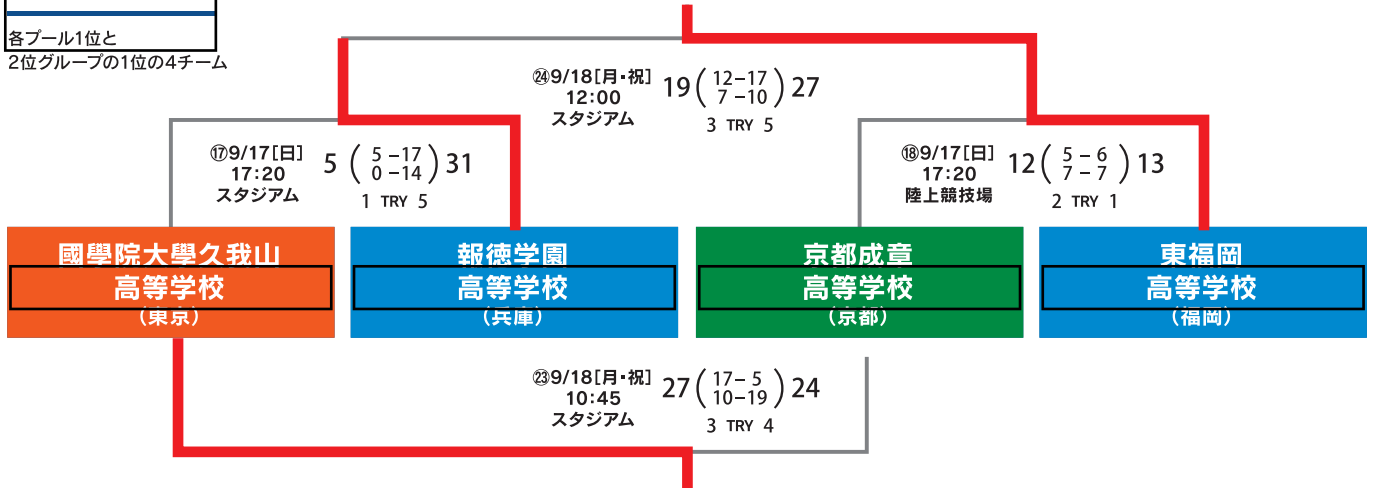 各プール1位と
2位グループの1位の4チーム
㉔9/18[月・祝]
12:00
スタジアム
19(12-17 7-10)27
3 TRY 5
⑰9/17[日]
17:20
スタジアム
5(5-17 0-14)31
1 TRY 5
⑱9/17[日]
17:20
陸上競技場
12(5-6 7-7)13
2 TRY 1
國學院大學久我山
高等学校
(東京)
報徳学園
高等学校
(兵庫)
京都成章
高等学校
(京都)
東福岡
高等学校
(福岡)
㉓9/18[月・祝]
10:45
スタジアム
27(17-5 10-19)24
3 TRY 4